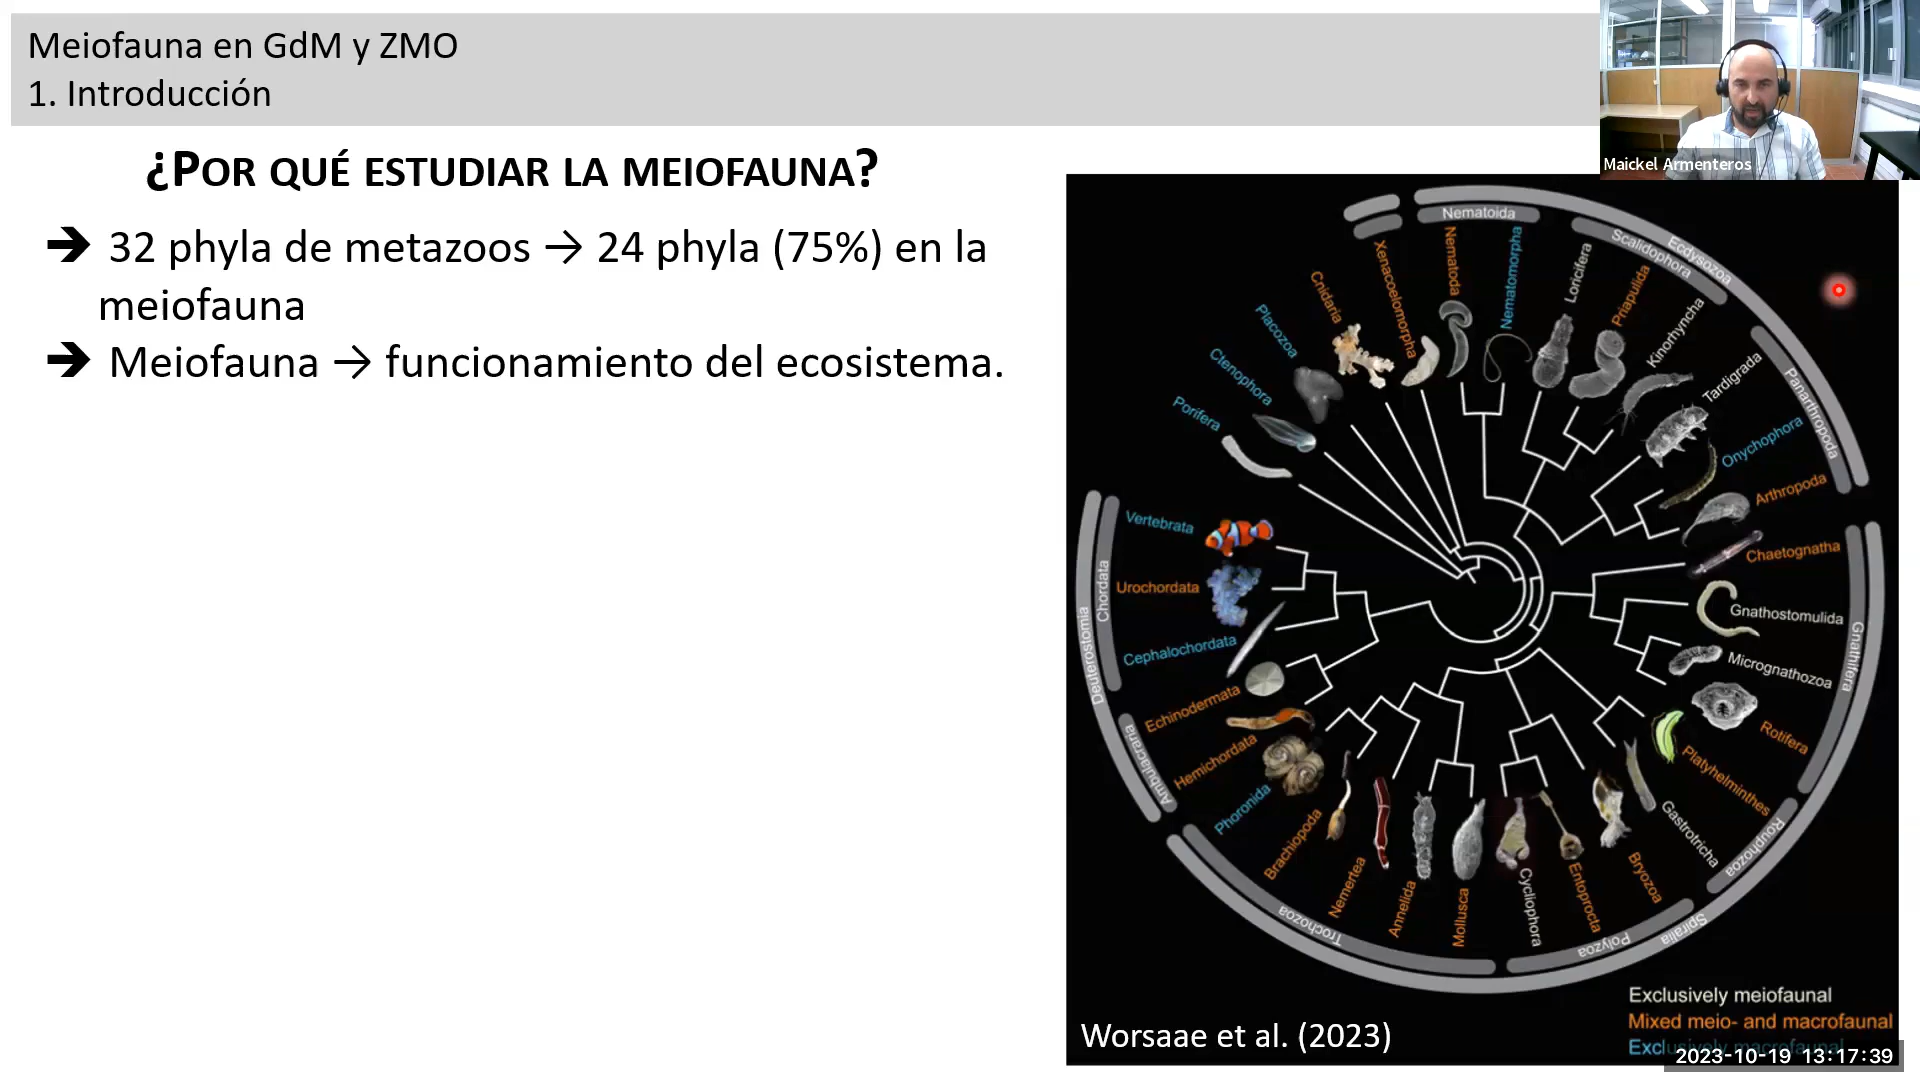 Meiofauna en GdM y ZMO
1. Introducción
Maickel Armenteros
¿POR QUÉ ESTUDIAR LA MEIOFAUNA?
➔ 32 phyla de metazoos → 24 phyla (75%) en la
meiofauna
➔ Meiofauna → funcionamiento del ecosistema.
Nematoida
Scalidophora
Ecdysozoa
Panarthropoda
Xenacoelomorpha
Nematoda
Nematomorpha
Loricifera
Priapulida
Kinorhyncha
Tardigrada
Onychophora
Arthropoda
Cnidaria
Placozoa
Ctenophora
Porifera
Vertebrata
Urochordata
Cephalochordata
Chordata
Deuterostomia
Echinodermata
Hemichordata
Ambulacraria
Phoronida
Brachiopoda
Nemertea
Annelida
Mollusca
Cycliophora
Entoprocta
Bryozoa
Gastrotricha
Platyhelminthes
Rotifera
Micrognathozoa
Gnathostomulida
Chaetognatha
Gnathifera
Rouphozoa
Spiralia
Polyzoa
Trochozoa
Exclusively meiofaunal
Mixed meio- and macrofaunal
Exclusively macrofaunal
Worsaae et al. (2023)
2023-10-19 13:17:39